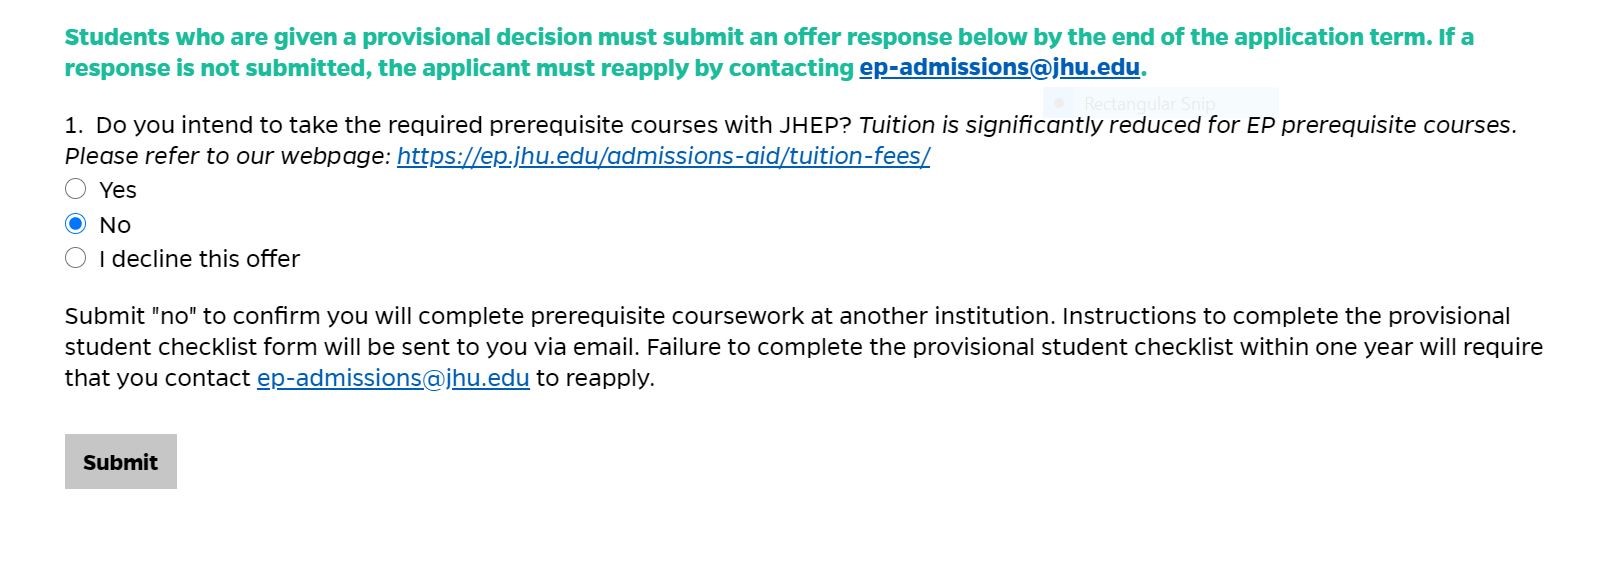 Students who are given a provisional decision must submit an offer response below by the end of the application term. If a
response is not submitted, the applicant must reapply by contacting ep-admissions@jhu.edu.
Rectangular Snip
1. Do you intend to take the required prerequisite courses with JHEP? Tuition is significantly reduced for EP prerequisite courses.
Please refer to our webpage: https://ep.jhu.edu/admissions-aid/tuition-fees/
Yes
No
I decline this offer
Submit "no" to confirm you will complete prerequisite coursework at another institution. Instructions to complete the provisional
student checklist form will be sent to you via email. Failure to complete the provisional student checklist within one year will require
that you contact ep-admissions@jhu.edu to reapply.
Submit